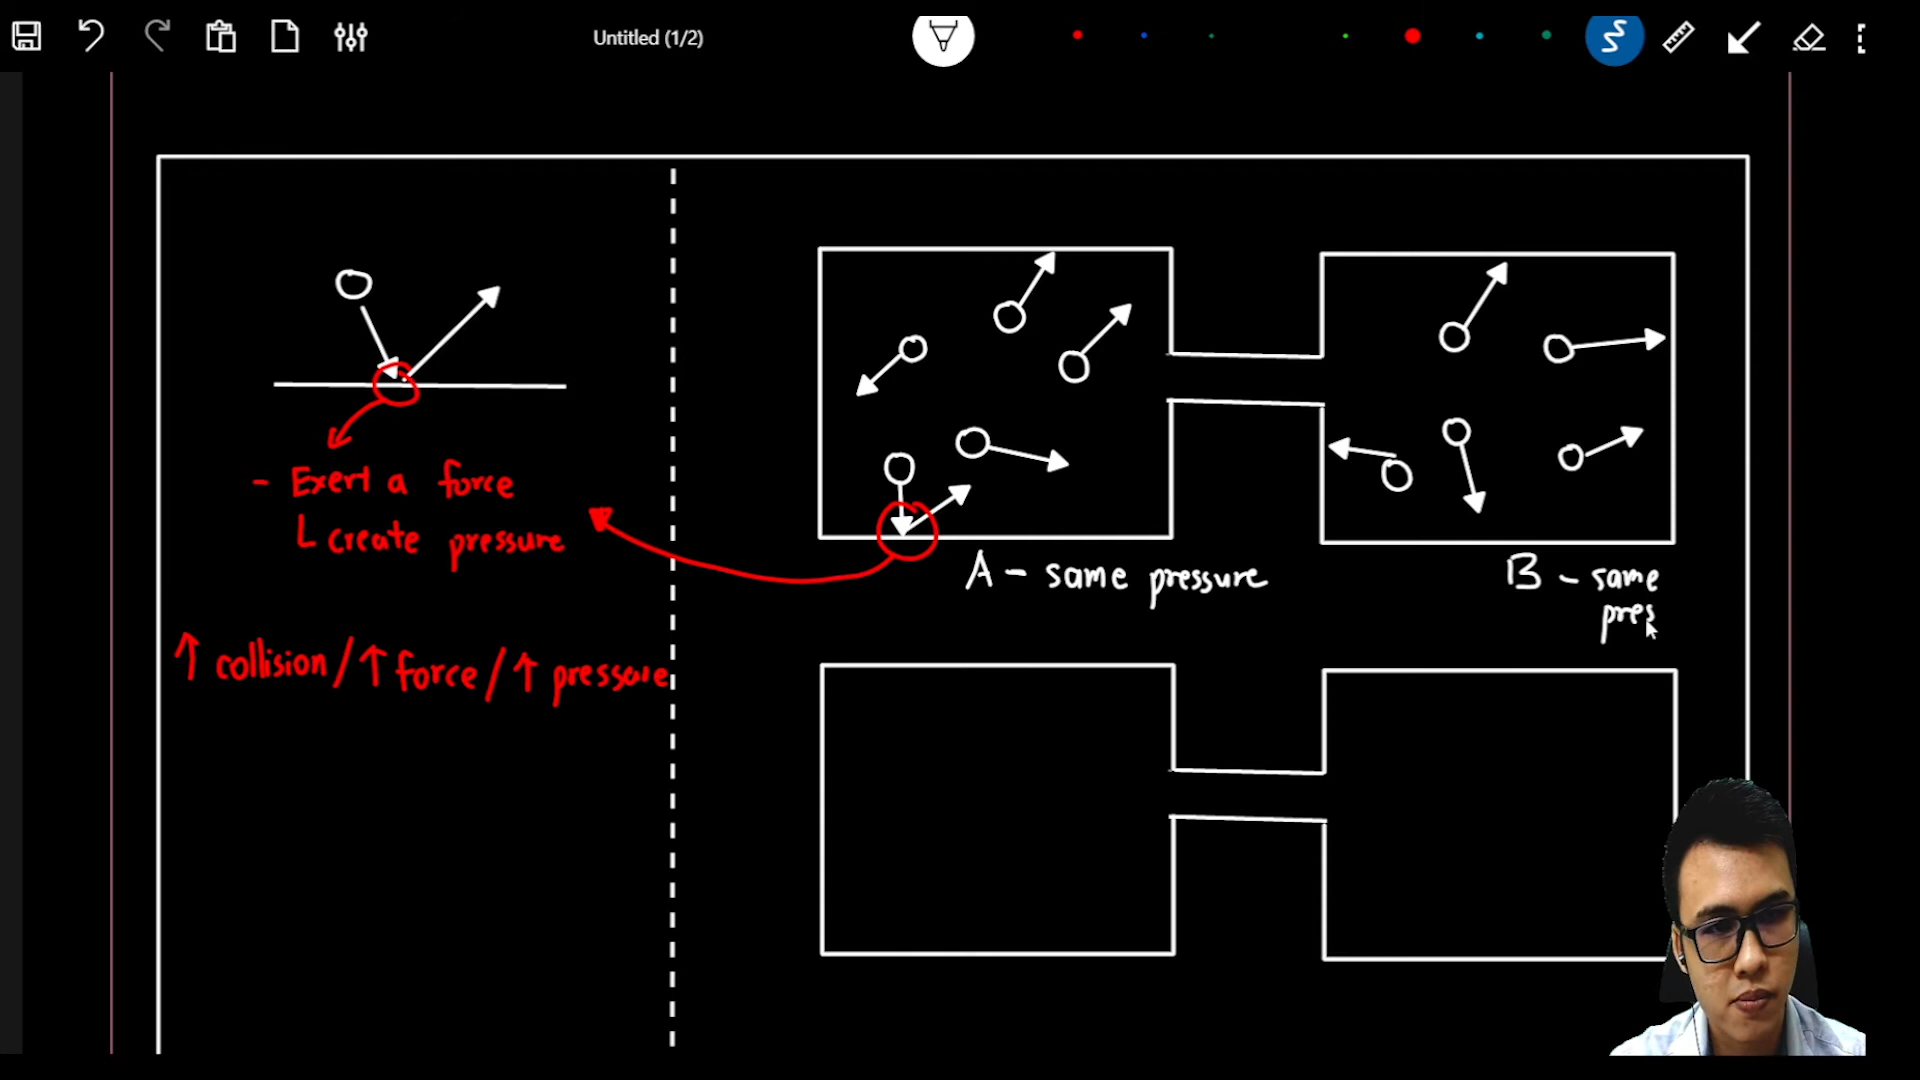 Untitled (1/2)
- Exert a force
L create pressure
↑ collision / ↑ force / ↑ pressure
A - same pressure
B - same
pres